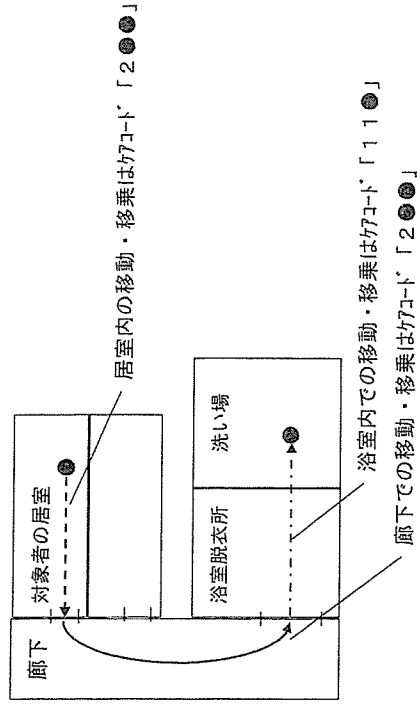 居室内の移動・移乗はｹｱｺｰﾄﾞ「2●●」
対象者の居室
廊下
浴室脱衣所
洗い場
浴室内での移動・移乗はｹｱｺｰﾄﾞ「11●」
廊下での移動・移乗はｹｱｺｰﾄﾞ「2●●」